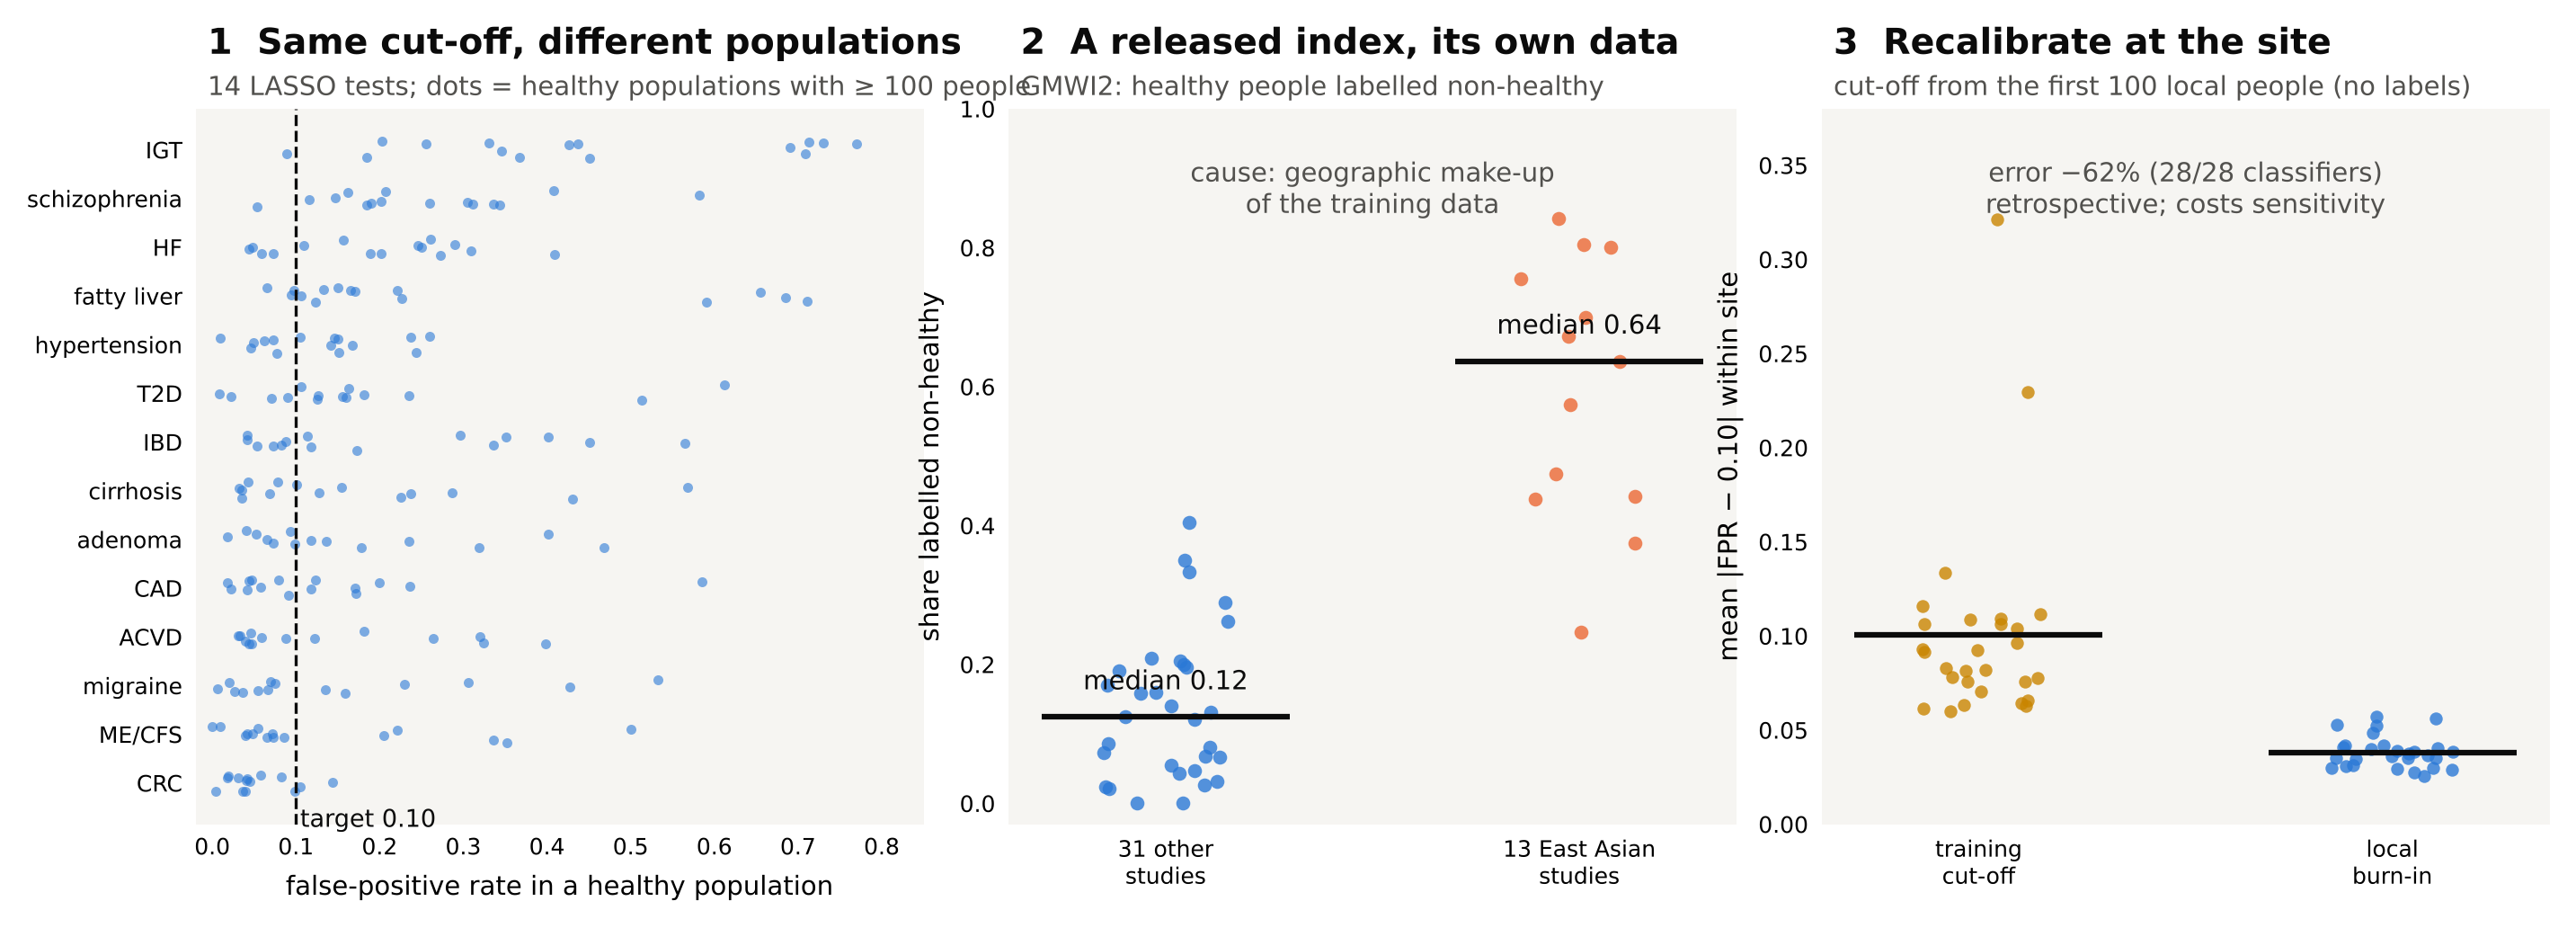 1 Same cut-off, different populations
14 LASSO tests; dots = healthy populations with ≥ 100 people
IGT
schizophrenia
HF
fatty liver
hypertension
T2D
IBD
cirrhosis
adenoma
CAD
ACVD
migraine
ME/CFS
CRC
target 0.10
0.0 0.1 0.2 0.3 0.4 0.5 0.6 0.7 0.8
false-positive rate in a healthy population
2 A released index, its own data
GMWI2: healthy people labelled non-healthy
share labelled non-healthy
1.0
0.8
0.6
0.4
0.2
0.0
cause: geographic make-up
of the training data
median 0.64
median 0.12
31 other
studies
13 East Asian
studies
3 Recalibrate at the site
cut-off from the first 100 local people (no labels)
mean |FPR − 0.10| within site
0.35
0.30
0.25
0.20
0.15
0.10
0.05
0.00
error −62% (28/28 classifiers)
retrospective; costs sensitivity
training
cut-off
local
burn-in